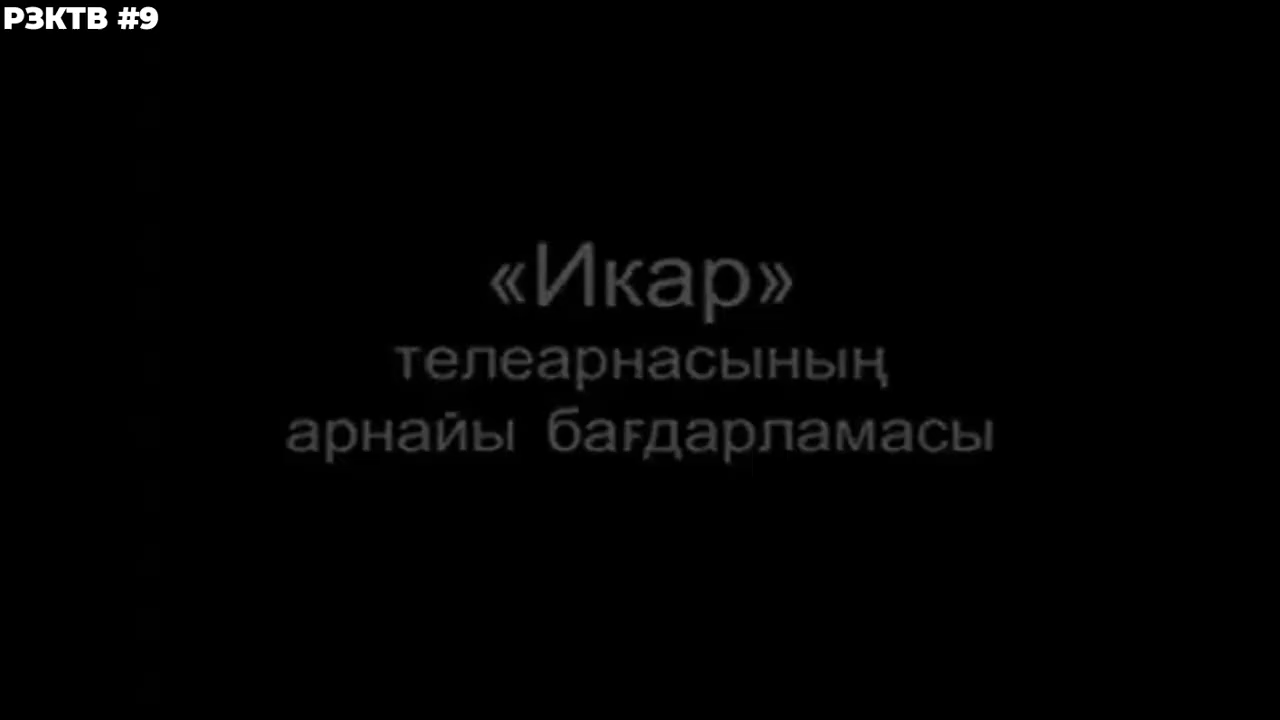 РЗКТВ #9
«Икар»
телеарнасының
арнайы бағдарламасы